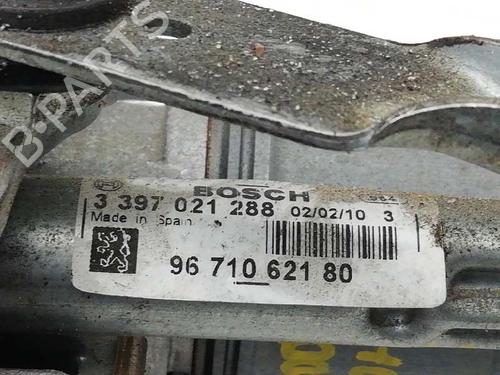 B-PARTS
BOSCH
3 397 021 288 02/02/10 3
Made in Spain
96 710 621 80